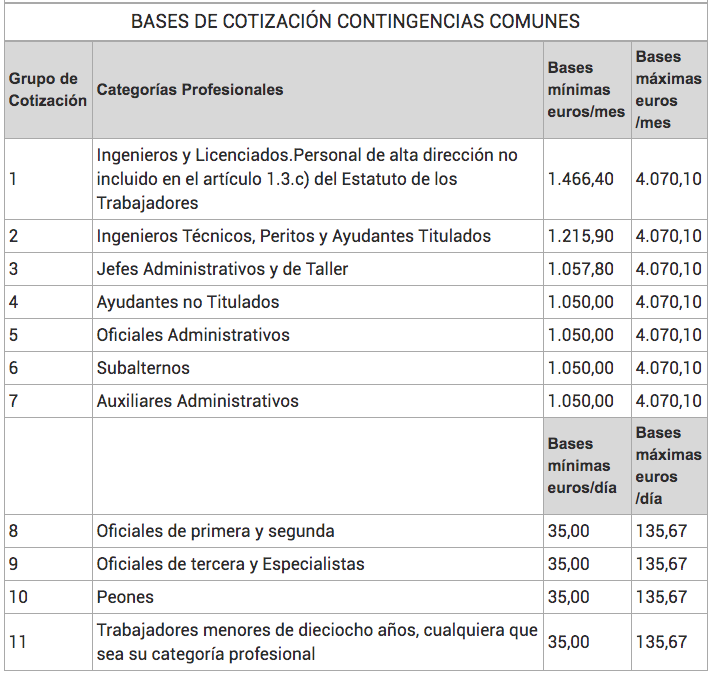 BASES DE COTIZACIÓN CONTINGENCIAS COMUNES
Grupo de
Cotización
Categorías Profesionales
Bases
mínimas
euros/mes
Bases
máximas
euros
/mes
1
Ingenieros y Licenciados.Personal de alta dirección no
incluido en el artículo 1.3.c) del Estatuto de los
Trabajadores
1.466,40
4.070,10
2
Ingenieros Técnicos, Peritos y Ayudantes Titulados
1.215,90
4.070,10
3
Jefes Administrativos y de Taller
1.057,80
4.070,10
4
Ayudantes no Titulados
1.050,00
4.070,10
5
Oficiales Administrativos
1.050,00
4.070,10
6
Subalternos
1.050,00
4.070,10
7
Auxiliares Administrativos
1.050,00
4.070,10
Bases
mínimas
euros/día
Bases
máximas
euros
/día
8
Oficiales de primera y segunda
35,00
135,67
9
Oficiales de tercera y Especialistas
35,00
135,67
10
Peones
35,00
135,67
11
Trabajadores menores de dieciocho años, cualquiera que
sea su categoría profesional
35,00
135,67